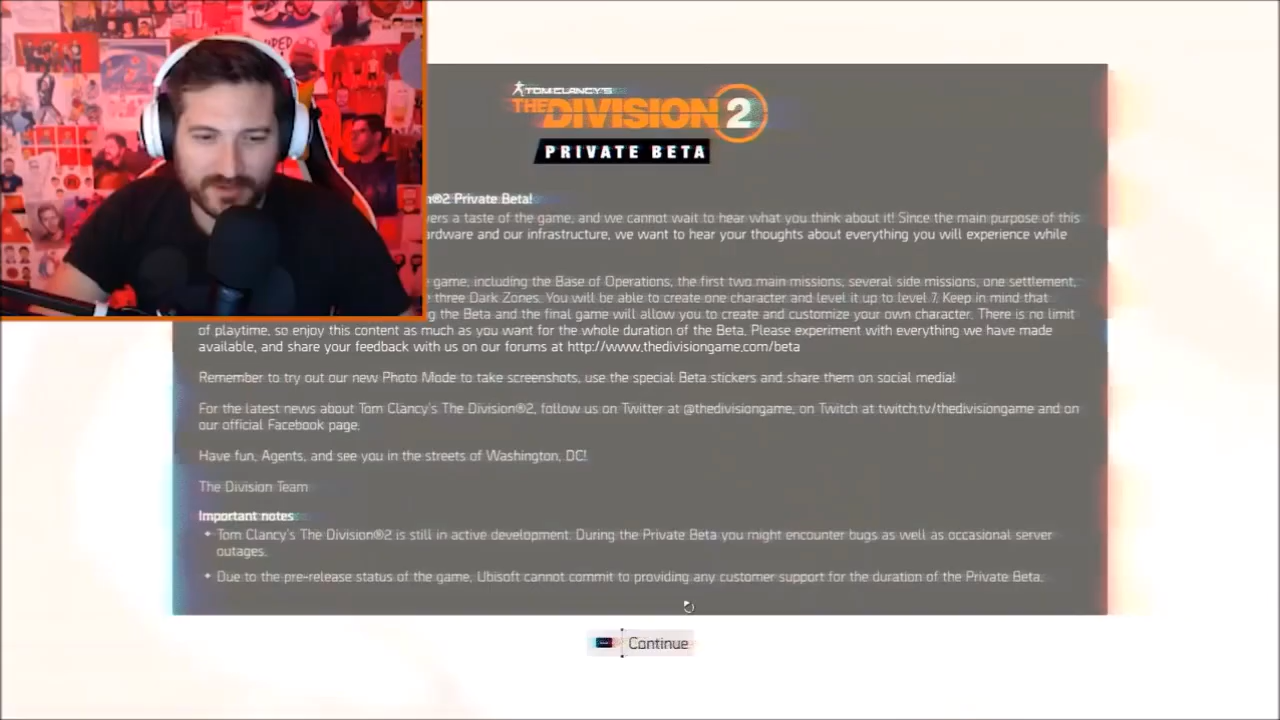 TOM CLANCY'S
THE DIVISION 2
PRIVATE BETA
n®2 Private Beta!
vers a taste of the game, and we cannot wait to hear what you think about it! Since the main purpose of this
ardware and our infrastructure, we want to hear your thoughts about everything you will experience while
e game, including the Base of Operations, the first two main missions, several side missions, one settlement,
e three Dark Zones. You will be able to create one character and level it up to level 7. Keep in mind that
g the Beta and the final game will allow you to create and customize your own character. There is no limit
of playtime, so enjoy this content as much as you want for the whole duration of the Beta. Please experiment with everything we have made
available, and share your feedback with us on our forums at http://www.thedivisiongame.com/beta
Remember to try out our new Photo Mode to take screenshots, use the special Beta stickers and share them on social media!
For the latest news about Tom Clancy's The Division®2, follow us on Twitter at @thedivisiongame, on Twitch at twitch.tv/thedivisiongame and on
our official Facebook page.
Have fun, Agents, and see you in the streets of Washington, DC!
The Division Team
Important notes
• Tom Clancy's The Division®2 is still in active development. During the Private Beta you might encounter bugs as well as occasional server
outages.
• Due to the pre-release status of the game, Ubisoft cannot commit to providing any customer support for the duration of the Private Beta.
Continue